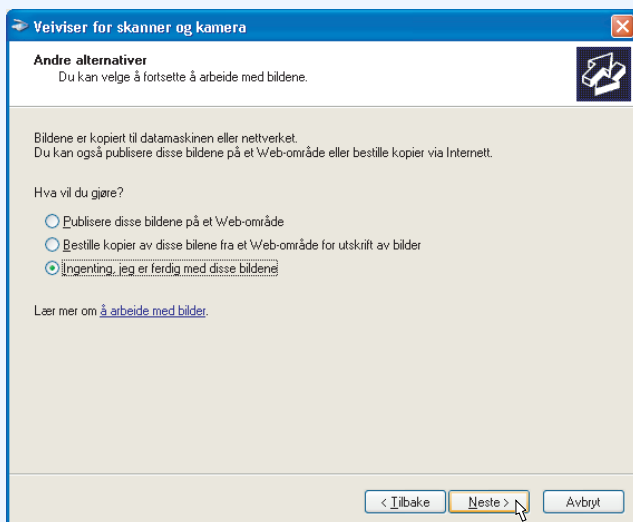 Veiviser for skanner og kamera
Andre alternativer
Du kan velge å fortsette å arbeide med bildene.
Bildene er kopiert til datamaskinen eller nettverket.
Du kan også publisere disse bildene på et Web-område eller bestille kopier via Internett.
Hva vil du gjøre?
Publisere disse bildene på et Web-område
Bestille kopier av disse bilene fra et Web-område for utskrift av bilder
Ingenting, jeg er ferdig med disse bildene
Lær mer om å arbeide med bilder.
< Tilbake Neste > Avbryt